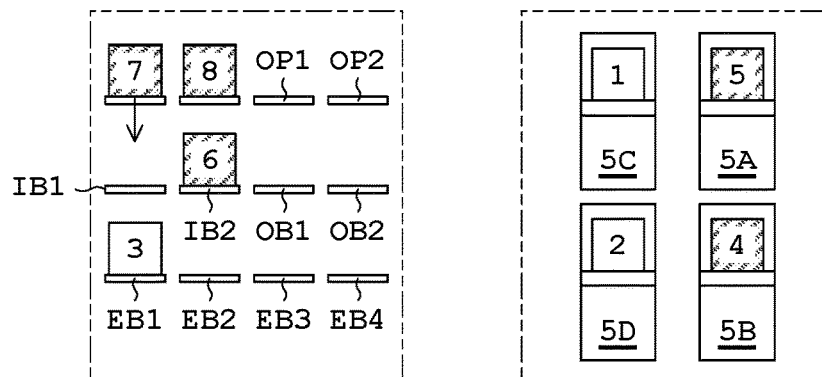 7 8 OP1 OP2
6
IB1
IB2 OB1 OB2
3
EB1 EB2 EB3 EB4
1 5
5C 5A
2 4
5D 5B